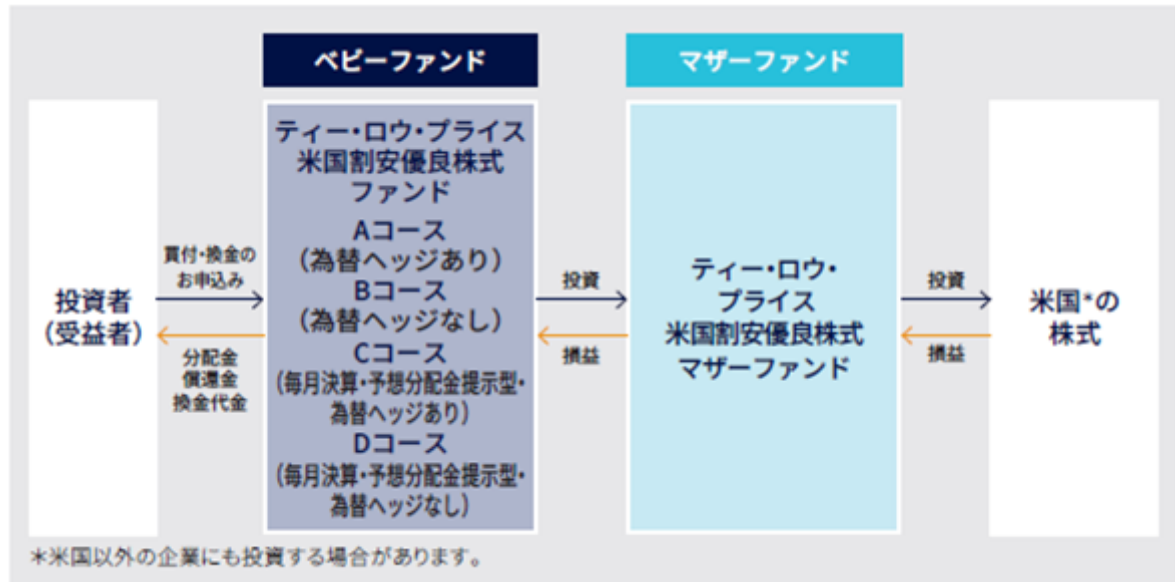 ベビーファンド
マザーファンド
投資者
（受益者）
買付・換金の
お申込み
分配金
償還金
換金代金
ティー・ロウ・プライス
米国割安優良株式
ファンド
Aコース
（為替ヘッジあり）
Bコース
（為替ヘッジなし）
Cコース
（毎月決算・予想分配金提示型・
為替ヘッジあり）
Dコース
（毎月決算・予想分配金提示型・
為替ヘッジなし）
投資
損益
ティー・ロウ・
プライス
米国割安優良株式
マザーファンド
投資
損益
米国*の
株式
*米国以外の企業にも投資する場合があります。